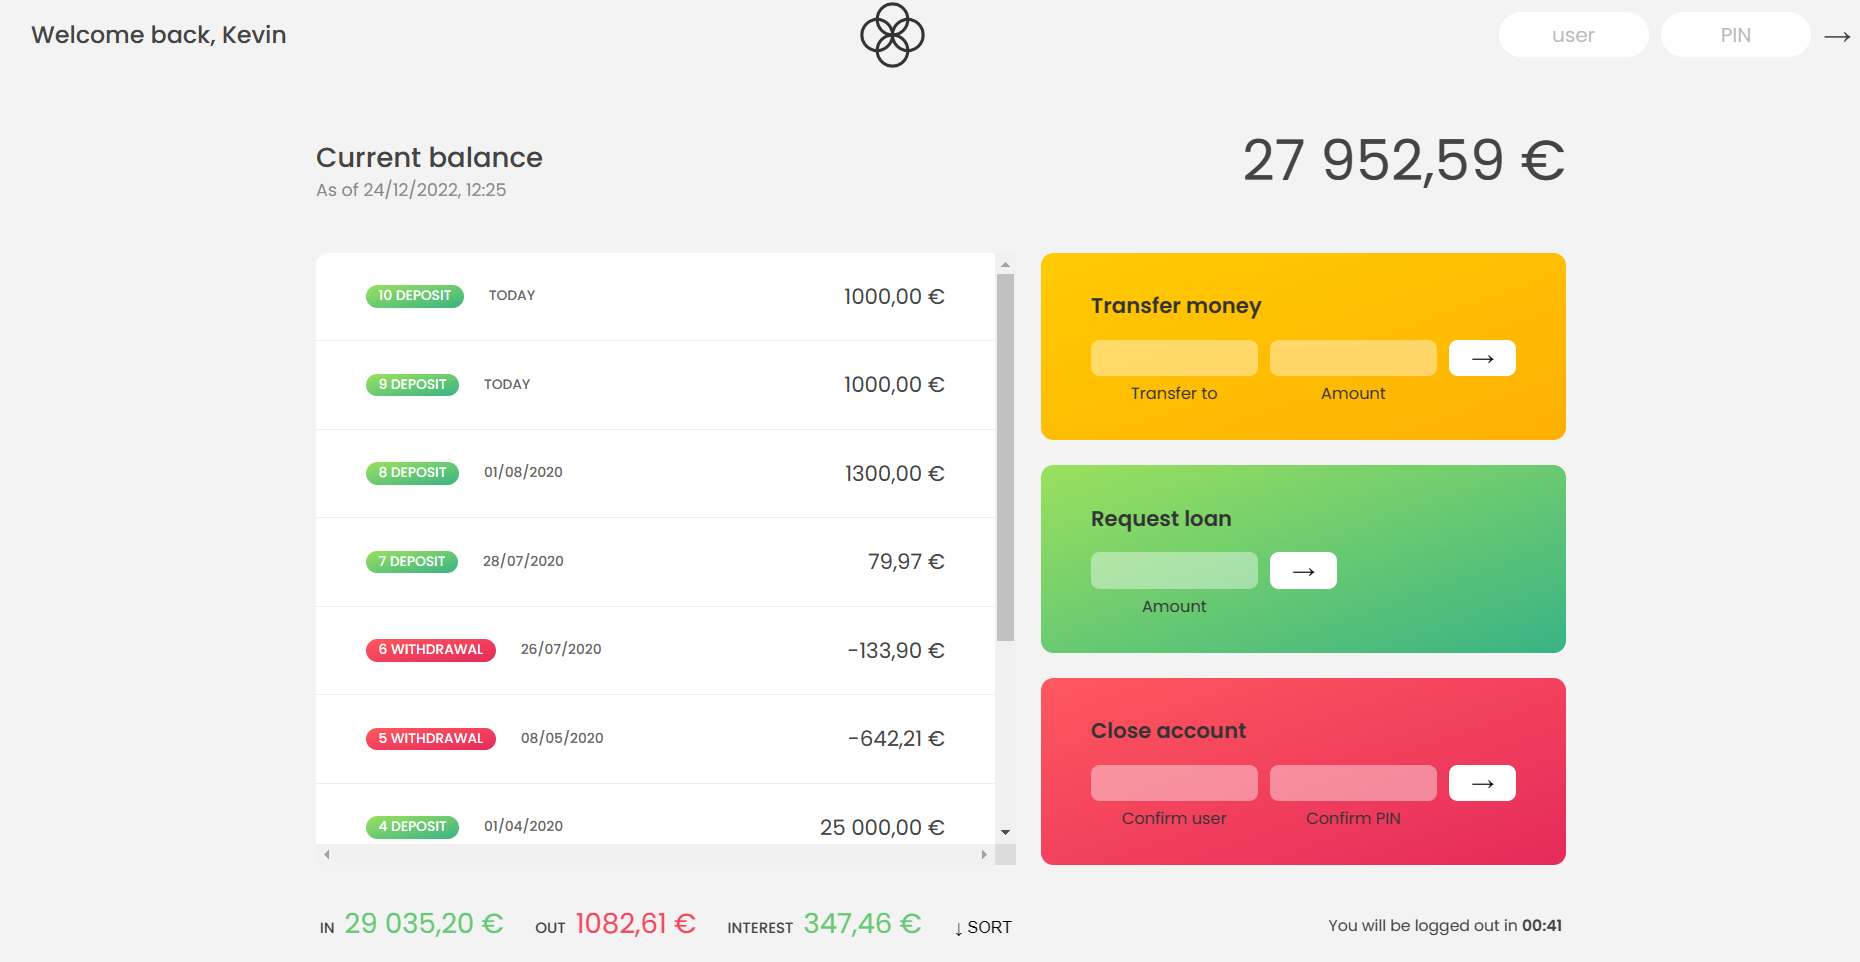 Welcome back, Kevin
user
PIN
→
Current balance
As of 24/12/2022, 12:25
27 952,59 €
10 DEPOSIT TODAY 1000,00 €
9 DEPOSIT TODAY 1000,00 €
8 DEPOSIT 01/08/2020 1300,00 €
7 DEPOSIT 28/07/2020 79,97 €
6 WITHDRAWAL 26/07/2020 -133,90 €
5 WITHDRAWAL 08/05/2020 -642,21 €
4 DEPOSIT 01/04/2020 25 000,00 €
Transfer money
→
Transfer to Amount
Request loan
→
Amount
Close account
→
Confirm user Confirm PIN
IN 29 035,20 € OUT 1082,61 € INTEREST 347,46 € ↓ SORT
You will be logged out in 00:41